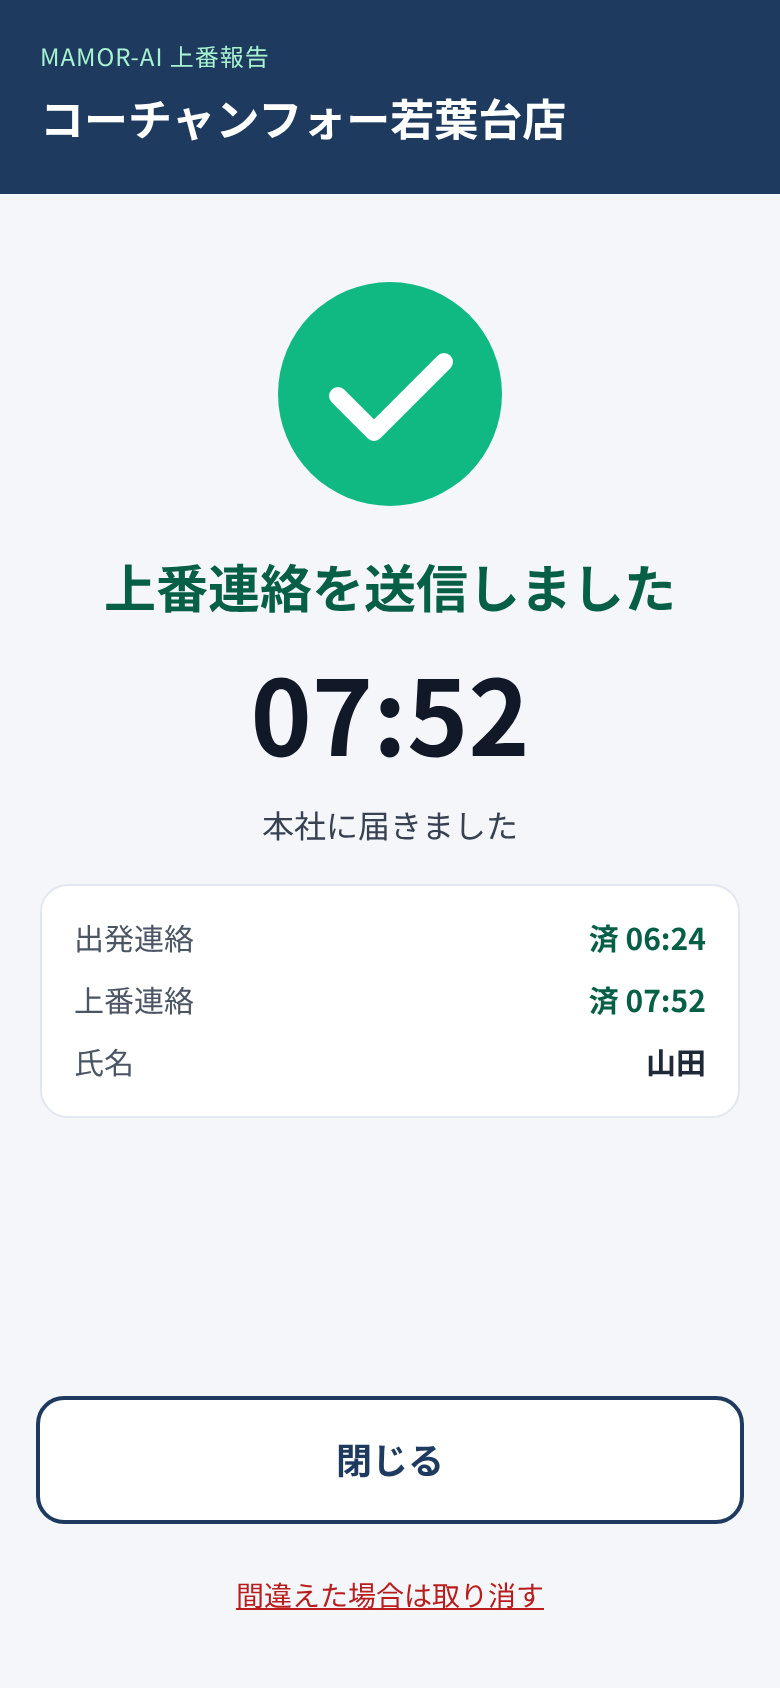 MAMOR-AI 上番報告
コーチャンフォー若葉台店
上番連絡を送信しました
07:52
本社に届きました
出発連絡 済 06:24
上番連絡 済 07:52
氏名 山田
閉じる
間違えた場合は取り消す